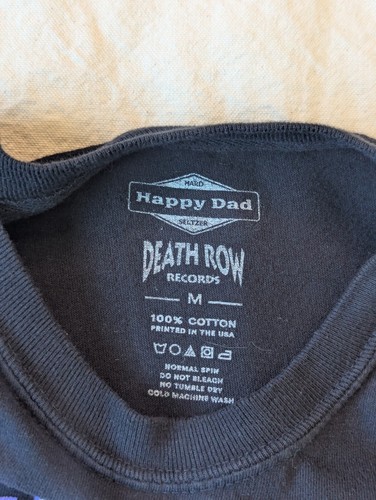 HARD
Happy Dad
SELTZER
DEATH ROW
RECORDS
M
100% COTTON
PRINTED IN THE USA
NORMAL SPIN
DO NOT BLEACH
NO TUMBLE DRY
COLD MACHINE WASH